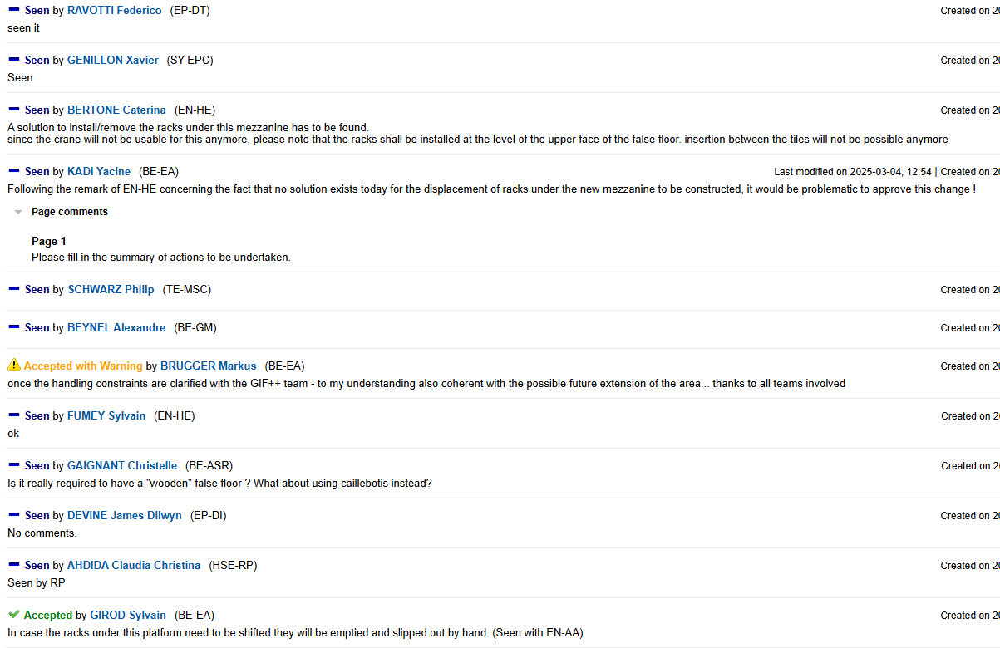 Seen by RAVOTTI Federico (EP-DT) Created on 20
seen it
Seen by GENILLON Xavier (SY-EPC) Created on 20
Seen
Seen by BERTONE Caterina (EN-HE) Created on 20
A solution to install/remove the racks under this mezzanine has to be found.
since the crane will not be usable for this anymore, please note that the racks shall be installed at the level of the upper face of the false floor. insertion between the tiles will not be possible anymore
Seen by KADI Yacine (BE-EA) Last modified on 2025-03-04, 12:54 | Created on 20
Following the remark of EN-HE concerning the fact that no solution exists today for the displacement of racks under the new mezzanine to be constructed, it would be problematic to approve this change !
Page comments
Page 1
Please fill in the summary of actions to be undertaken.
Seen by SCHWARZ Philip (TE-MSC) Created on 20
Seen by BEYNEL Alexandre (BE-GM) Created on 20
Accepted with Warning by BRUGGER Markus (BE-EA) Created on 20
once the handling constraints are clarified with the GIF++ team - to my understanding also coherent with the possible future extension of the area... thanks to all teams involved
Seen by FUMEY Sylvain (EN-HE) Created on 2
ok
Seen by GAIGNANT Christelle (BE-ASR) Created on 2
Is it really required to have a "wooden" false floor ? What about using caillebotis instead?
Seen by DEVINE James Dilwyn (EP-DI) Created on 20
No comments.
Seen by AHDIDA Claudia Christina (HSE-RP) Created on 20
Seen by RP
Accepted by GIROD Sylvain (BE-EA) Created on 20
In case the racks under this platform need to be shifted they will be emptied and slipped out by hand. (Seen with EN-AA)